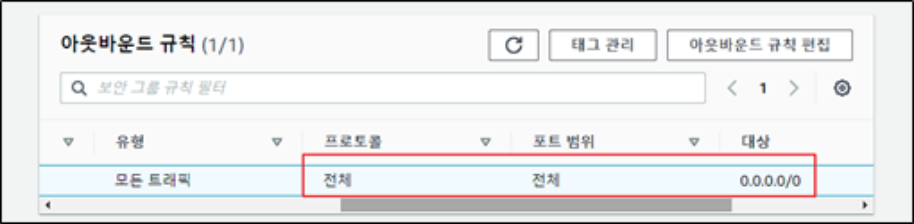 아웃바운드 규칙 (1/1) 태그 관리 아웃바운드 규칙 편집
보안 그룹 규칙 필터 1
유형 프로토콜 포트 범위 대상
모든 트래픽 전체 전체 0.0.0.0/0